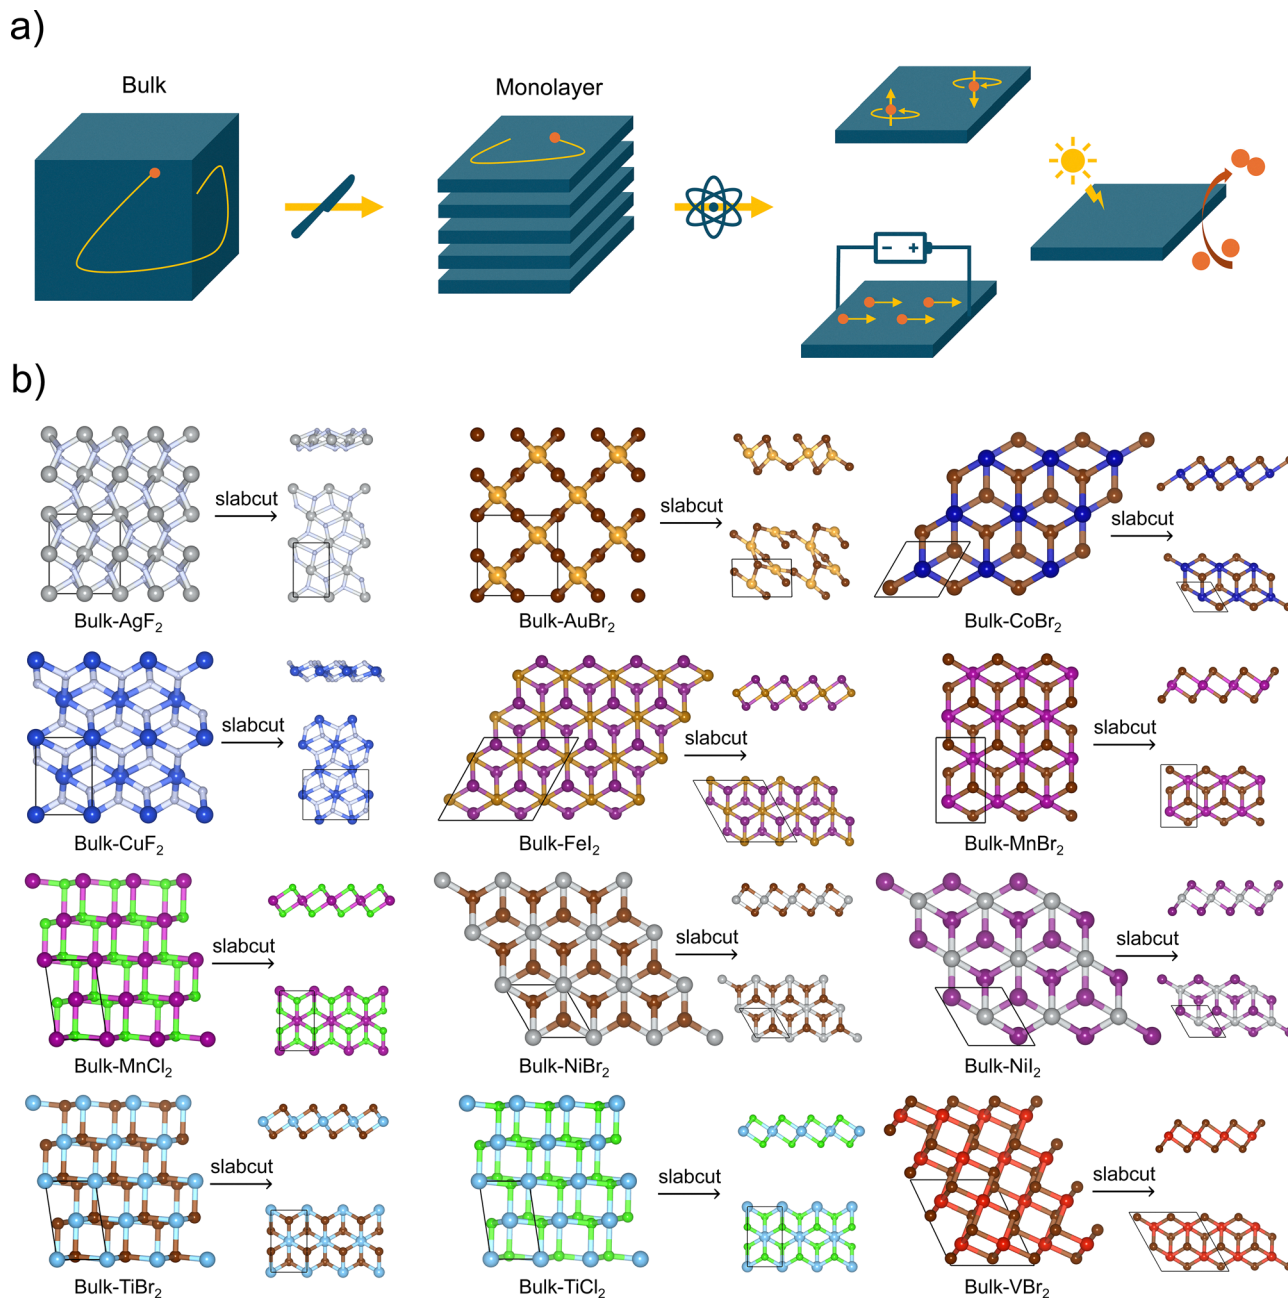 a)
Bulk
Monolayer
− +
b)
slabcut
slabcut
slabcut
Bulk-AgF₂
Bulk-AuBr₂
Bulk-CoBr₂
slabcut
slabcut
slabcut
Bulk-CuF₂
Bulk-FeI₂
Bulk-MnBr₂
slabcut
slabcut
slabcut
Bulk-MnCl₂
Bulk-NiBr₂
Bulk-NiI₂
slabcut
slabcut
slabcut
Bulk-TiBr₂
Bulk-TiCl₂
Bulk-VBr₂